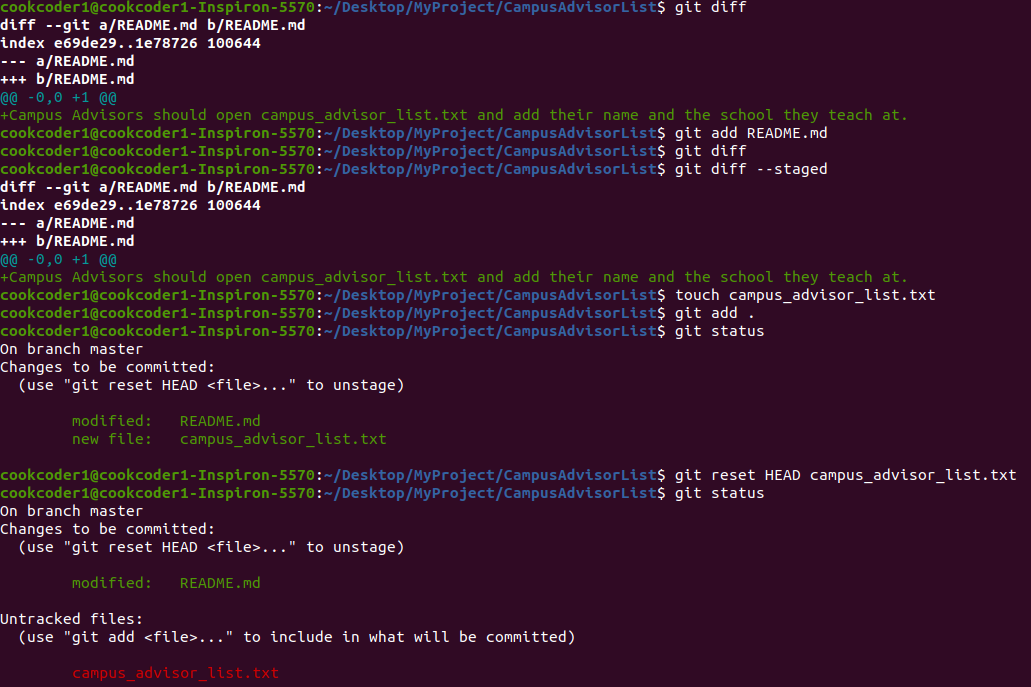 cookcoder1@cookcoder1-Inspiron-5570:~/Desktop/MyProject/CampusAdvisorList$ git diff
diff --git a/README.md b/README.md
index e69de29..1e78726 100644
--- a/README.md
+++ b/README.md
@@ -0,0 +1 @@
+Campus Advisors should open campus_advisor_list.txt and add their name and the school they teach at.
cookcoder1@cookcoder1-Inspiron-5570:~/Desktop/MyProject/CampusAdvisorList$ git add README.md
cookcoder1@cookcoder1-Inspiron-5570:~/Desktop/MyProject/CampusAdvisorList$ git diff
cookcoder1@cookcoder1-Inspiron-5570:~/Desktop/MyProject/CampusAdvisorList$ git diff --staged
diff --git a/README.md b/README.md
index e69de29..1e78726 100644
--- a/README.md
+++ b/README.md
@@ -0,0 +1 @@
+Campus Advisors should open campus_advisor_list.txt and add their name and the school they teach at.
cookcoder1@cookcoder1-Inspiron-5570:~/Desktop/MyProject/CampusAdvisorList$ touch campus_advisor_list.txt
cookcoder1@cookcoder1-Inspiron-5570:~/Desktop/MyProject/CampusAdvisorList$ git add .
cookcoder1@cookcoder1-Inspiron-5570:~/Desktop/MyProject/CampusAdvisorList$ git status
On branch master
Changes to be committed:
  (use "git reset HEAD <file>..." to unstage)

        modified:   README.md
        new file:   campus_advisor_list.txt

cookcoder1@cookcoder1-Inspiron-5570:~/Desktop/MyProject/CampusAdvisorList$ git reset HEAD campus_advisor_list.txt
cookcoder1@cookcoder1-Inspiron-5570:~/Desktop/MyProject/CampusAdvisorList$ git status
On branch master
Changes to be committed:
  (use "git reset HEAD <file>..." to unstage)

        modified:   README.md

Untracked files:
  (use "git add <file>..." to include in what will be committed)

        campus_advisor_list.txt